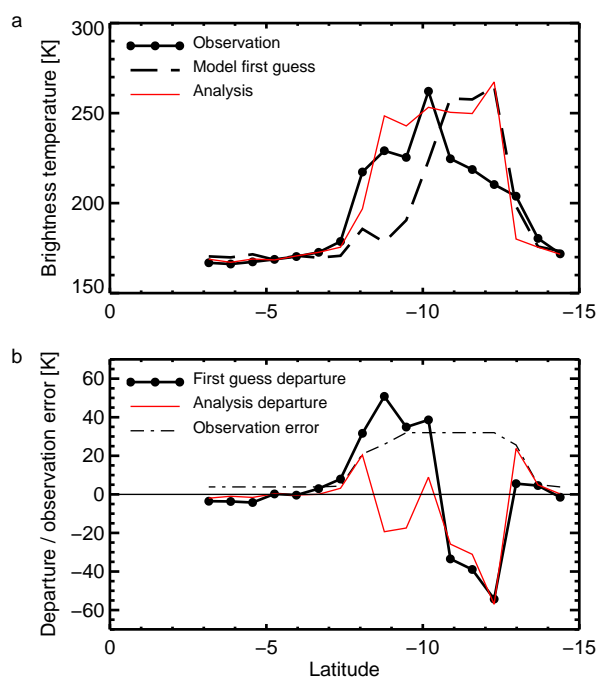 a
300
250
200
150
Brightness temperature [K]
Observation
Model first guess
Analysis
0
−5
−10
−15
b
60
40
20
0
−20
−40
−60
Departure / observation error [K]
First guess departure
Analysis departure
Observation error
0
−5
−10
−15
Latitude